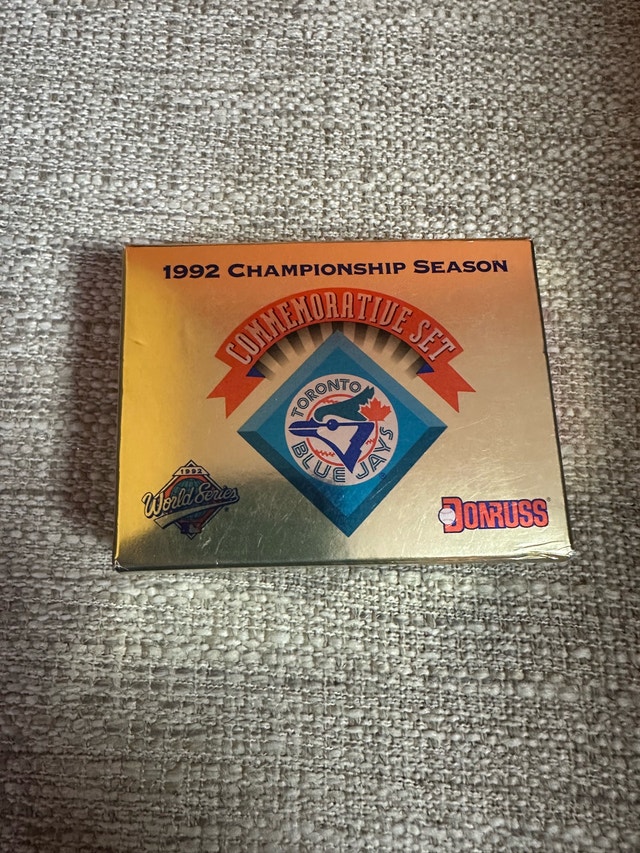 1992 CHAMPIONSHIP SEASON
COMMEMORATIVE SET
TORONTO
BLUE JAYS
1992
World Series
DONRUSS®